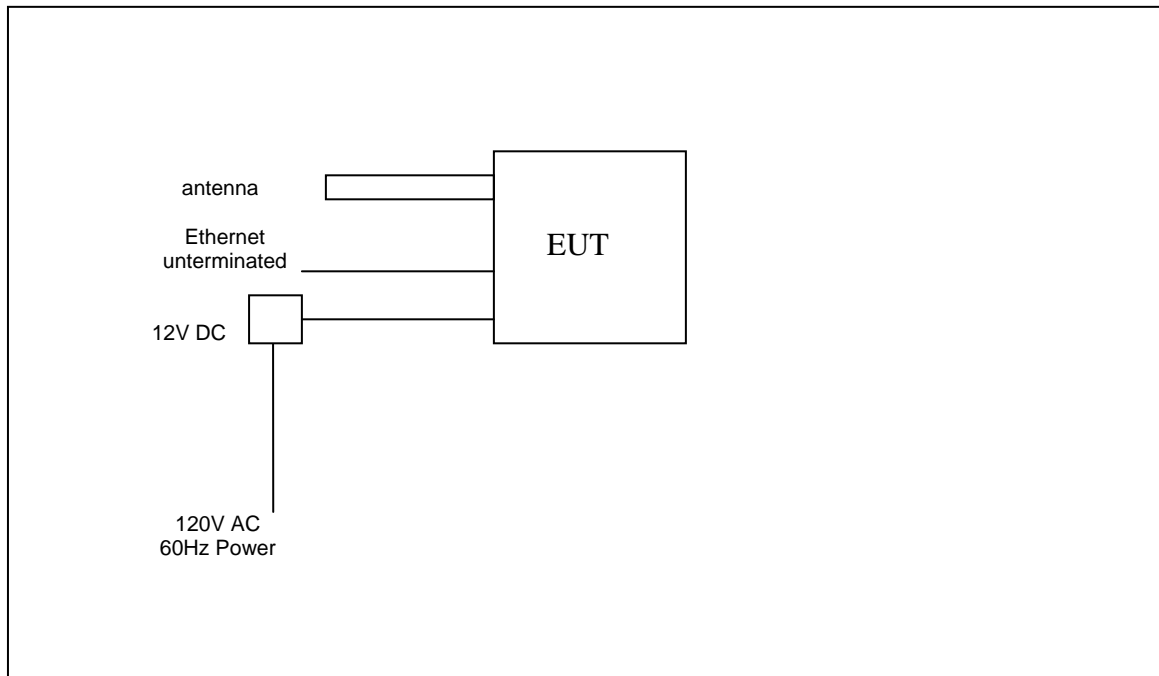 antenna
Ethernet
unterminated
EUT
12V DC
120V AC
60Hz Power